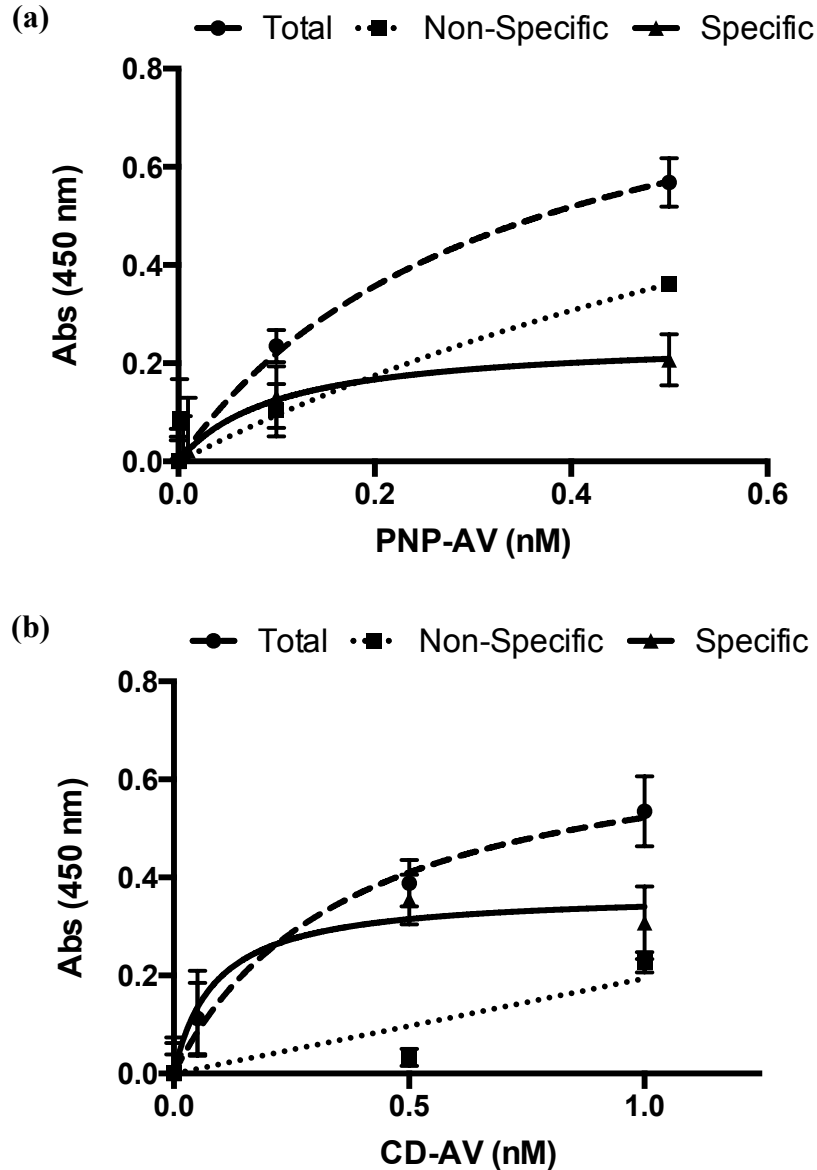 (a)
Total Non-Specific Specific
0.8
0.6
0.4
0.2
0.0
Abs (450 nm)
0.0 0.2 0.4 0.6
PNP-AV (nM)
(b)
Total Non-Specific Specific
0.8
0.6
0.4
0.2
0.0
Abs (450 nm)
0.0 0.5 1.0
CD-AV (nM)